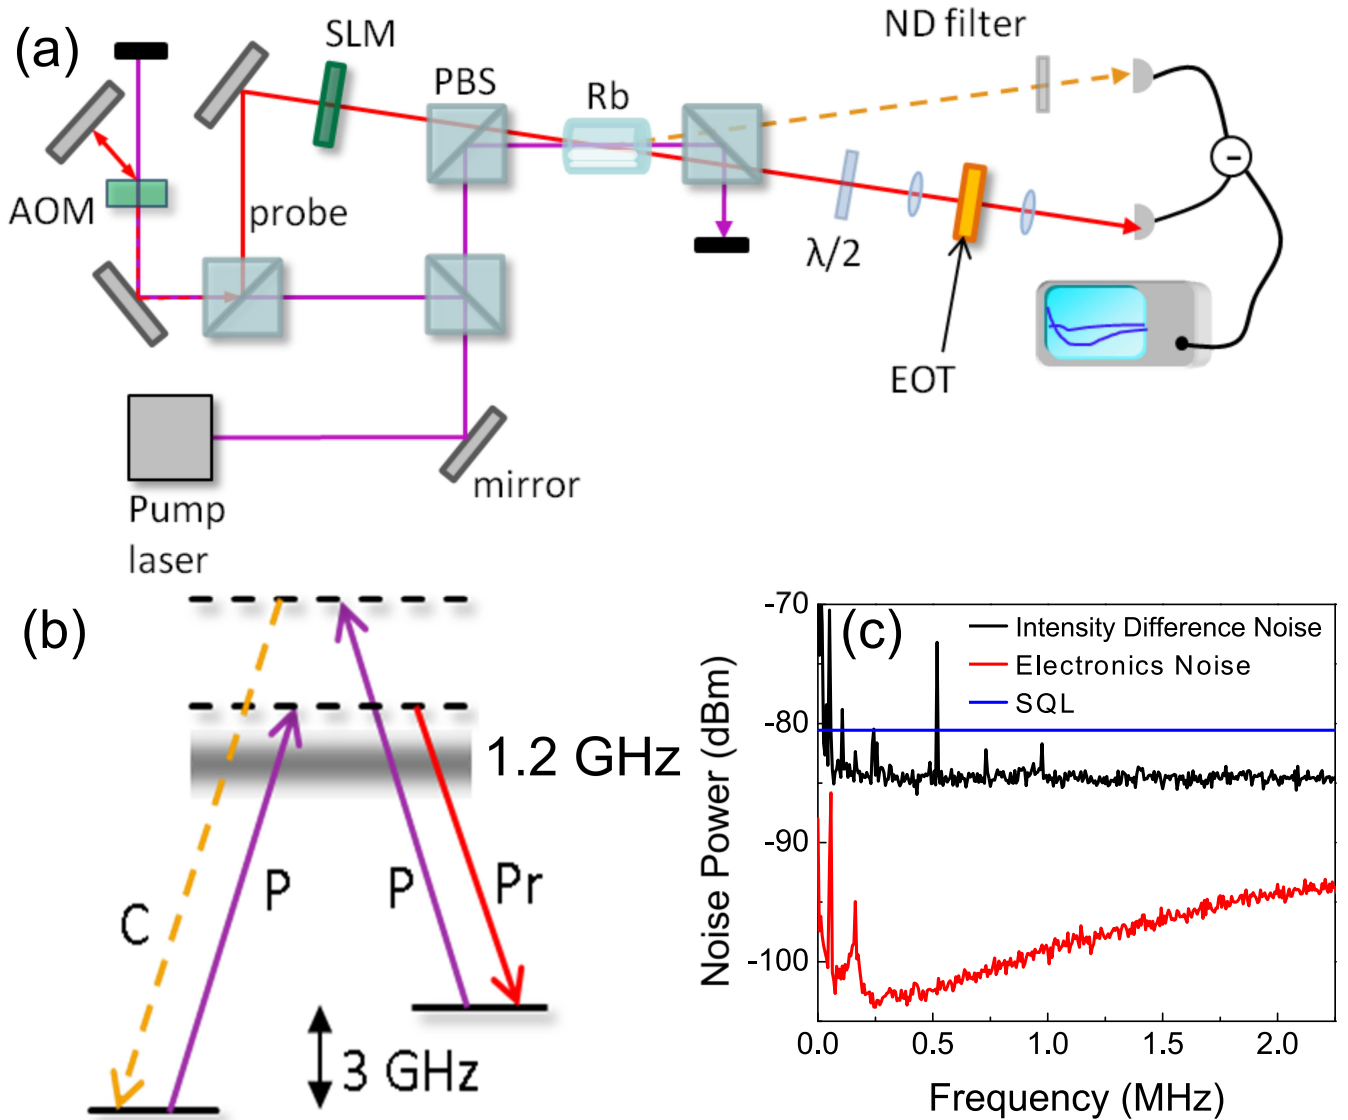 (a)
SLM
PBS
Rb
ND filter
AOM
probe
λ/2
EOT
-
Pump
laser
mirror
(b)
1.2 GHz
C
P
P
Pr
3 GHz
(c)
Intensity Difference Noise
Electronics Noise
SQL
Noise Power (dBm)
-70
-80
-90
-100
0.0
0.5
1.0
1.5
2.0
Frequency (MHz)